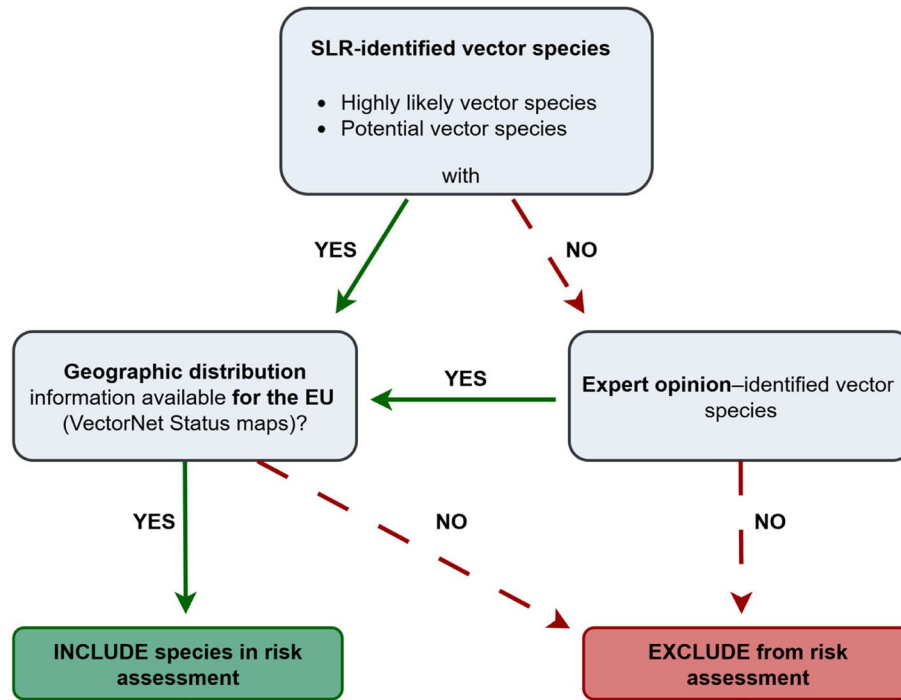 SLR-identified vector species
• Highly likely vector species
• Potential vector species
with
YES
NO
Geographic distribution
information available for the EU
(VectorNet Status maps)?
YES
Expert opinion–identified vector
species
YES
NO
NO
INCLUDE species in risk
assessment
EXCLUDE from risk
assessment